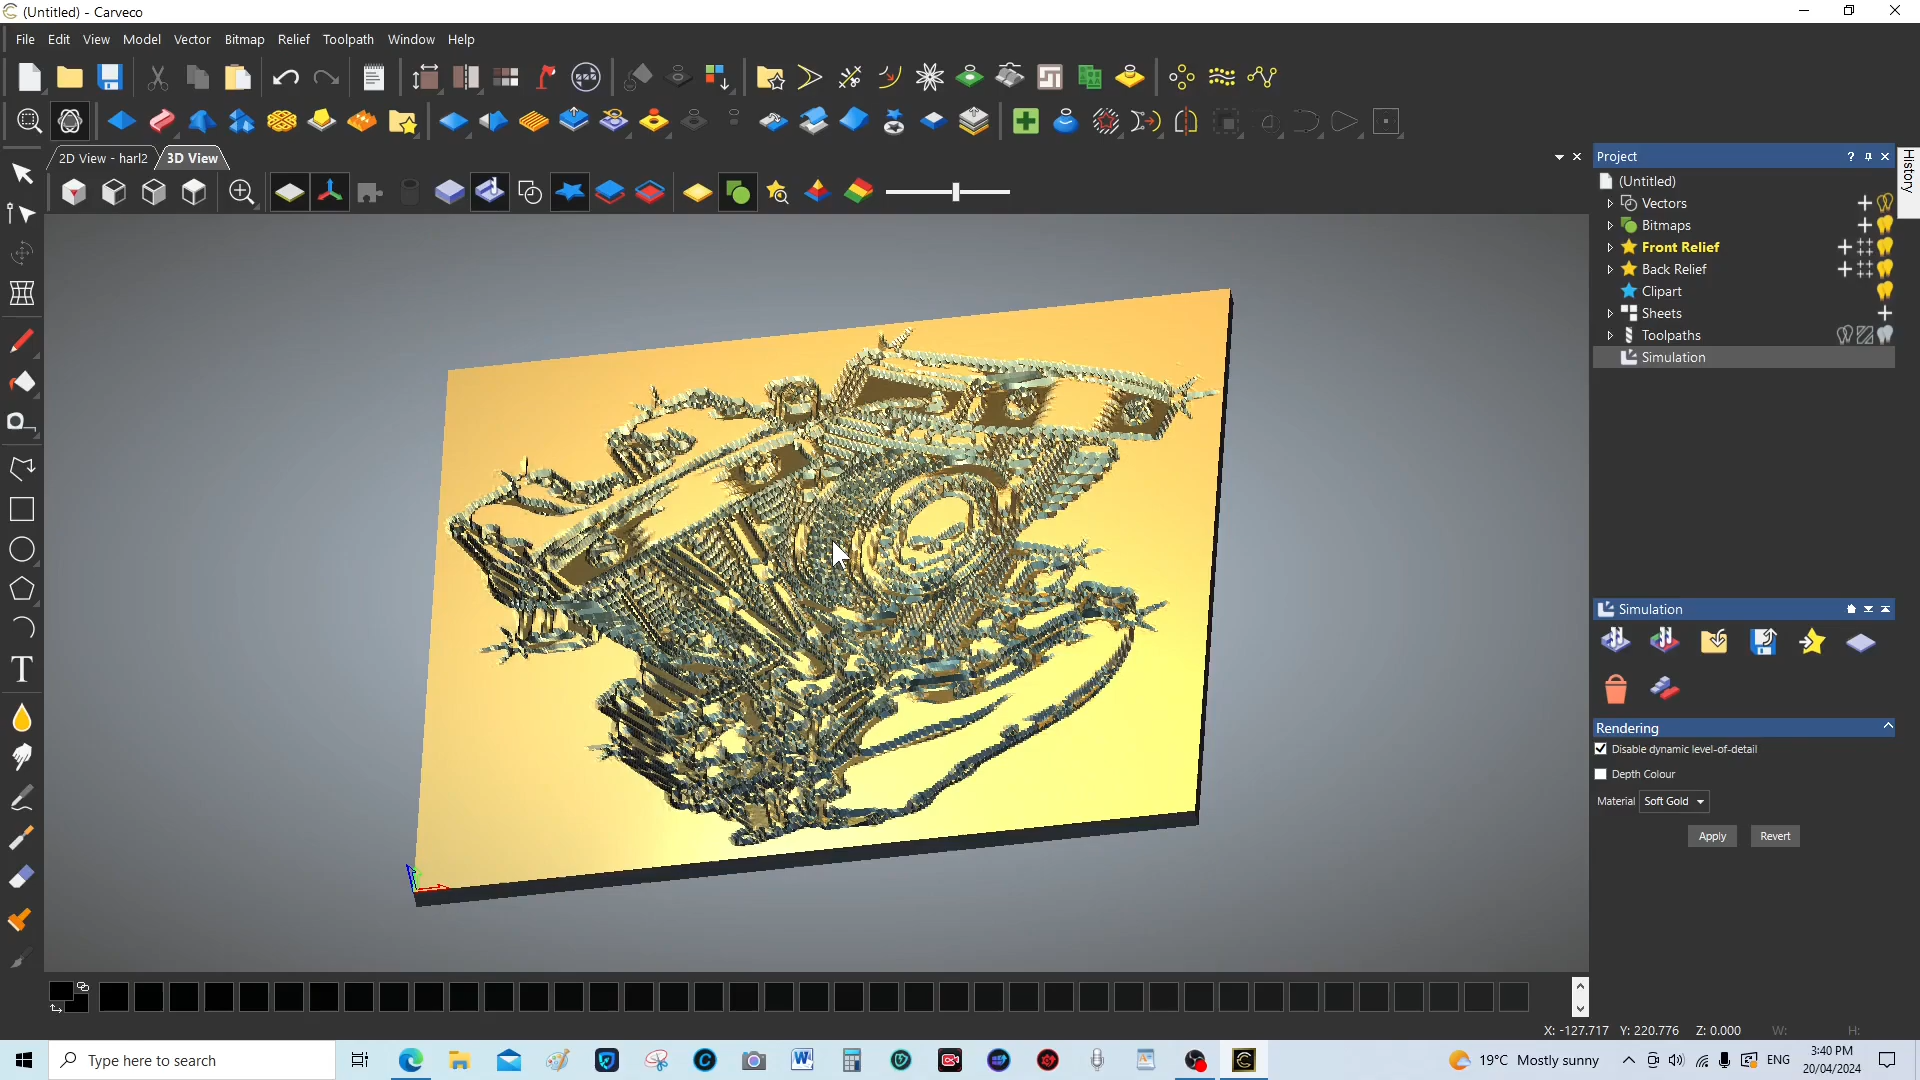 (Untitled) - Carveco
File Edit View Model Vector Bitmap Relief Toolpath Window Help
2D View - harl2 3D View
Project
History
(Untitled)
Vectors
Bitmaps
Front Relief
Back Relief
Clipart
Sheets
Toolpaths
Simulation
Simulation
Rendering
Disable dynamic level-of-detail
Depth Colour
Material Soft Gold
Apply Revert
X: -127.717 Y: 220.776 Z: 0.000 W: H:
Type here to search
19°C Mostly sunny
ENG
3:40 PM
20/04/2024